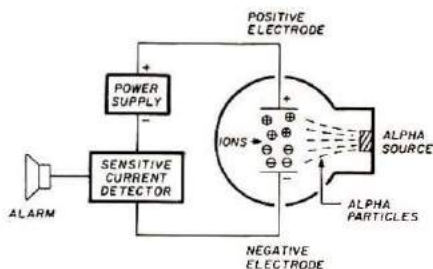 POSITIVE
ELECTRODE
+
POWER
SUPPLY
−
SENSITIVE
CURRENT
DETECTOR
ALARM
+
IONS
−
ALPHA
SOURCE
ALPHA
PARTICLES
NEGATIVE
ELECTRODE